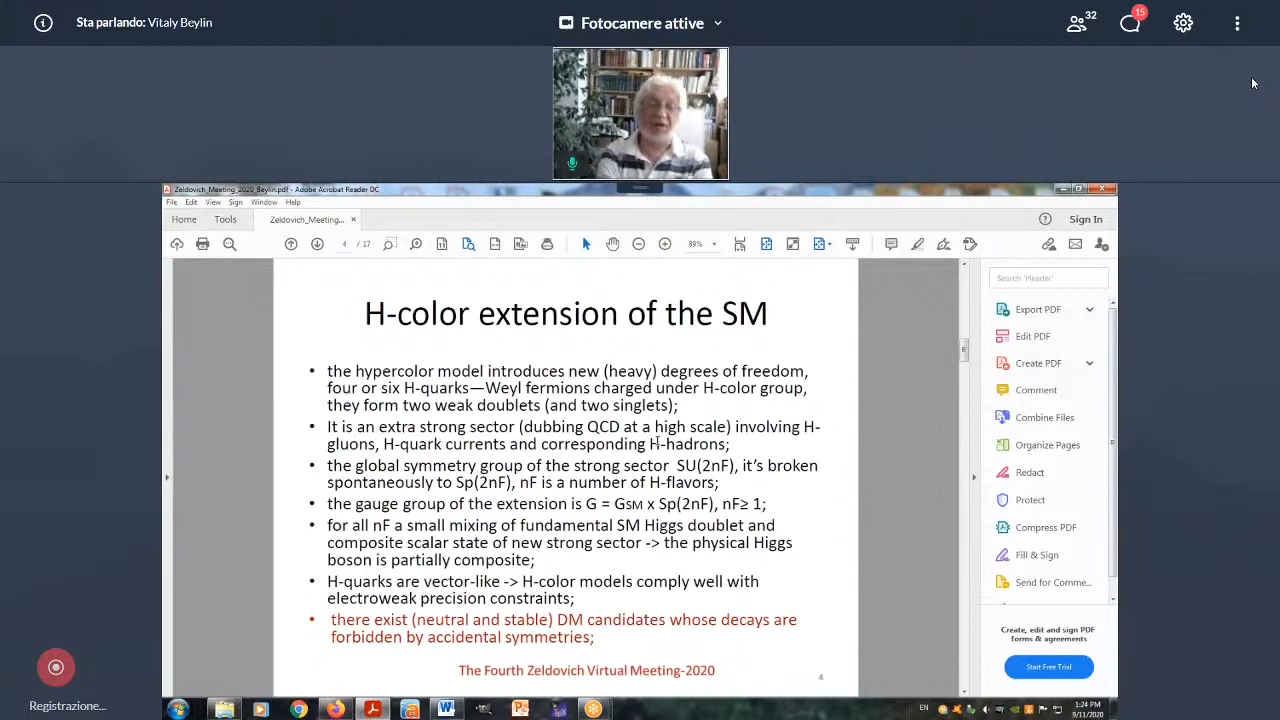 Sta parlando: Vitaly Beylin
Fotocamere attive
32
15
Zeldovich_Meeting_2020_Beylin.pdf - Adobe Acrobat Reader DC
File Edit View Sign Window Help
Home Tools Zeldovich_Meeting... × Sign In
4 / 17 89%
Search 'Header'
Export PDF
Edit PDF
Create PDF
Comment
Combine Files
Organize Pages
Redact
Protect
Compress PDF
Fill & Sign
Send for Comme...
Create, edit and sign PDF
forms & agreements
Start Free Trial
H-color extension of the SM
• the hypercolor model introduces new (heavy) degrees of freedom,
four or six H-quarks—Weyl fermions charged under H-color group,
they form two weak doublets (and two singlets);
• It is an extra strong sector (dubbing QCD at a high scale) involving H-
gluons, H-quark currents and corresponding H-hadrons;
• the global symmetry group of the strong sector SU(2nF), it's broken
spontaneously to Sp(2nF), nF is a number of H-flavors;
• the gauge group of the extension is G = GSM x Sp(2nF), nF≥ 1;
• for all nF a small mixing of fundamental SM Higgs doublet and
composite scalar state of new strong sector -> the physical Higgs
boson is partially composite;
• H-quarks are vector-like -> H-color models comply well with
electroweak precision constraints;
• there exist (neutral and stable) DM candidates whose decays are
forbidden by accidental symmetries;
The Fourth Zeldovich Virtual Meeting-2020
4
Registrazione...
EN
1:24 PM
9/11/2020